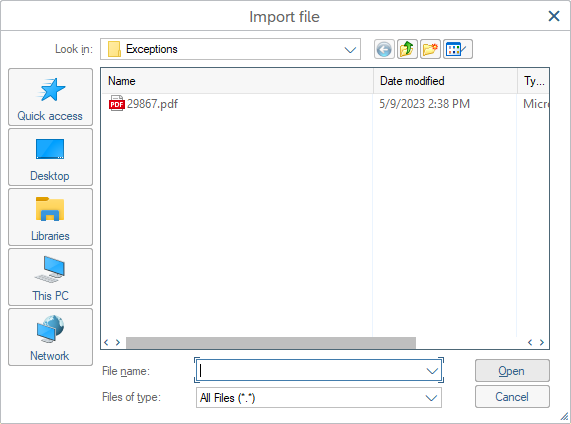 Import file
Look in: Exceptions
Quick access
Desktop
Libraries
This PC
Network
Name Date modified Ty...
PDF 29867.pdf 5/9/2023 2:38 PM Micr
File name:
Open
Files of type: All Files (*.*)
Cancel